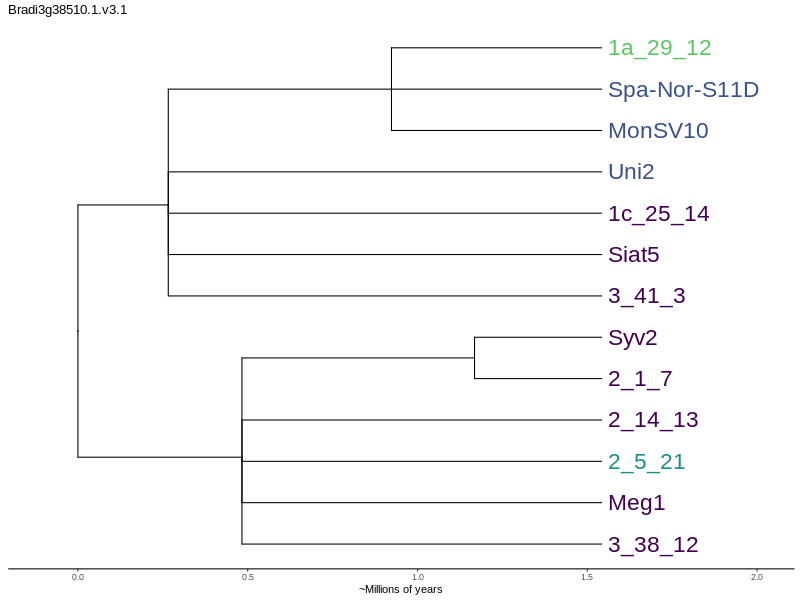 Bradi3g38510.1.v3.1
1a_29_12
Spa-Nor-S11D
MonSV10
Uni2
1c_25_14
Siat5
3_41_3
Syv2
2_1_7
2_14_13
2_5_21
Meg1
3_38_12
0.0 0.5 1.0 1.5 2.0
~Millions of years